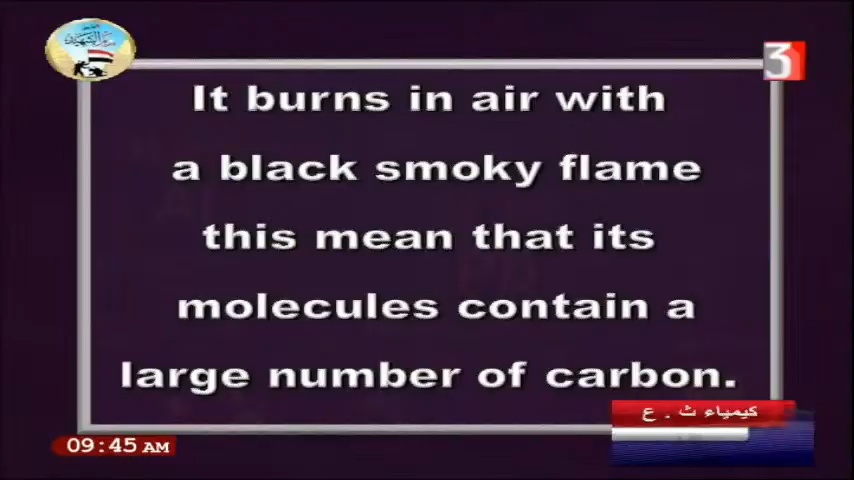 3
It burns in air with
a black smoky flame
this mean that its
molecules contain a
large number of carbon.
كيمياء ث . ع
09:45 AM